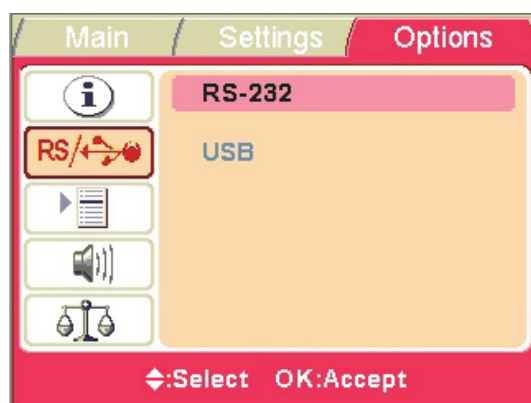 Main Settings Options
RS-232
RS/
USB
:Select OK:Accept